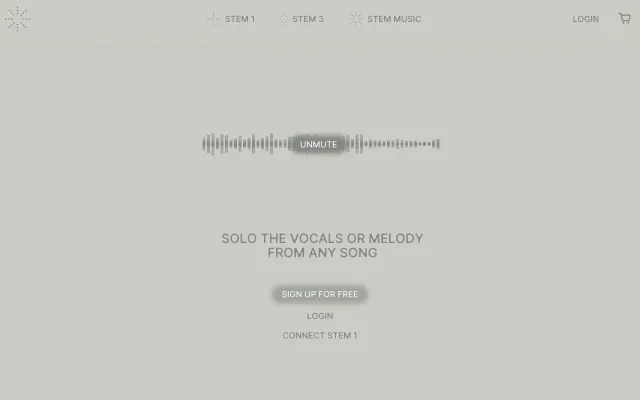 STEM 1
STEM 3
STEM MUSIC
LOGIN
UNMUTE
SOLO THE VOCALS OR MELODY
FROM ANY SONG
SIGN UP FOR FREE
LOGIN
CONNECT STEM 1